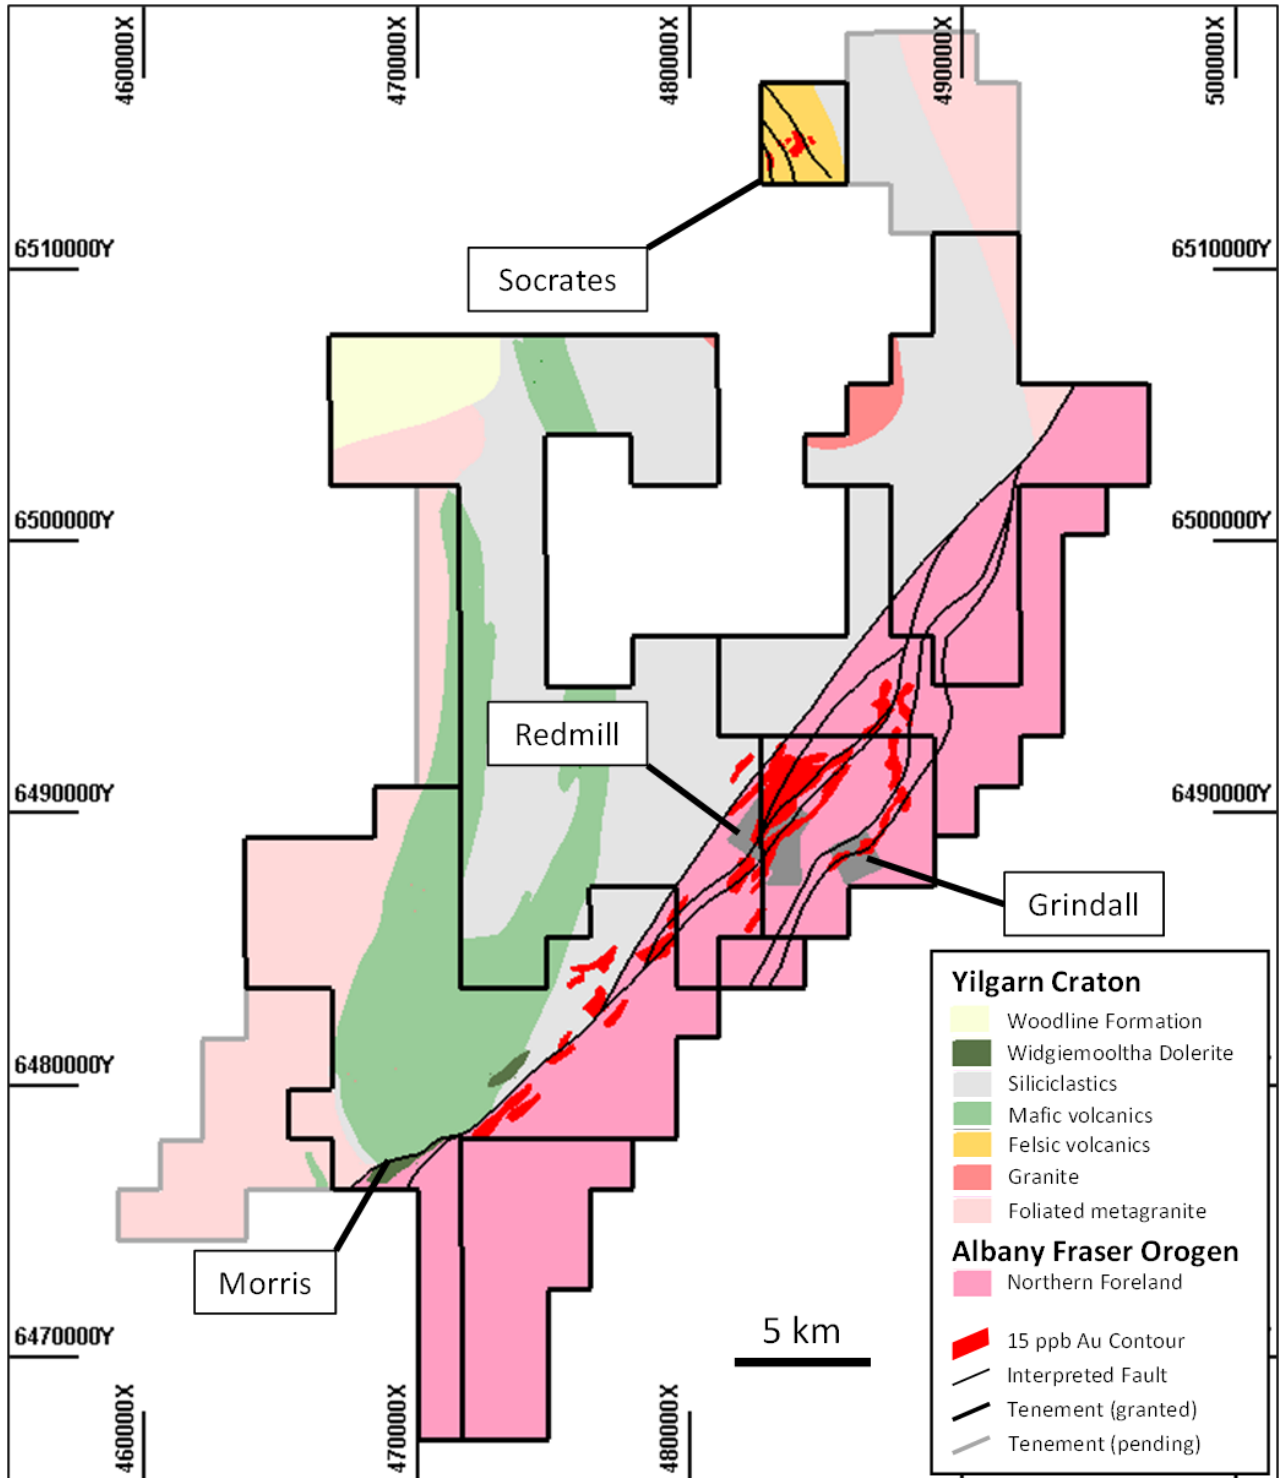 460000X
470000X
480000X
490000X
500000X
6510000Y
6510000Y
Socrates
6500000Y
6500000Y
Redmill
6490000Y
6490000Y
Grindall
6480000Y
Morris
6470000Y
5 km
460000X
470000X
480000X
Yilgarn Craton
Woodline Formation
Widgiemooltha Dolerite
Siliciclastics
Mafic volcanics
Felsic volcanics
Granite
Foliated metagranite
Albany Fraser Orogen
Northern Foreland
15 ppb Au Contour
Interpreted Fault
Tenement (granted)
Tenement (pending)